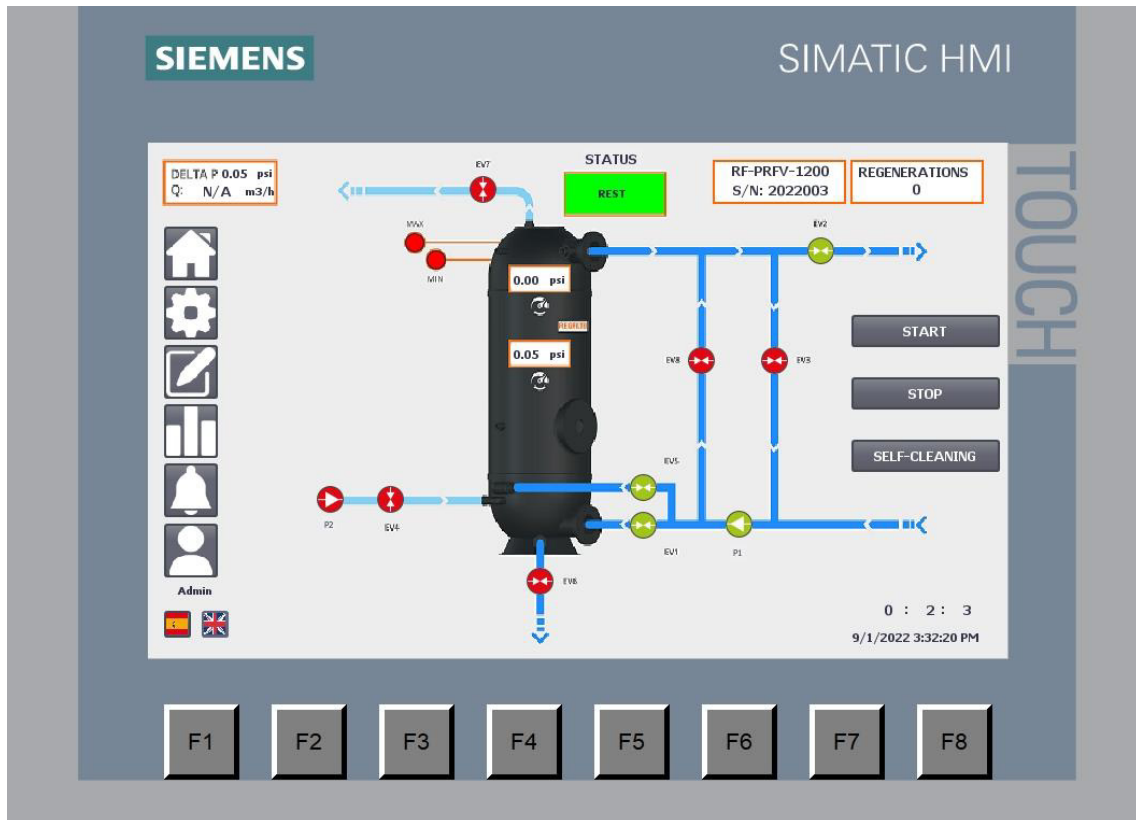 SIEMENS
SIMATIC HMI
TOUCH
DELTA P 0.05 psi
Q: N/A m3/h
EV7
STATUS
REST
RF-PRFV-1200
S/N: 2022003
REGENERATIONS
0
MAX
MIN
EV2
0.00 psi
REGALTB
0.05 psi
START
EV8
EV3
STOP
SELF-CLEANING
EV5
P2
EV4
EV1
P1
EV6
Admin
0 : 2 : 3
9/1/2022 3:32:20 PM
F1
F2
F3
F4
F5
F6
F7
F8